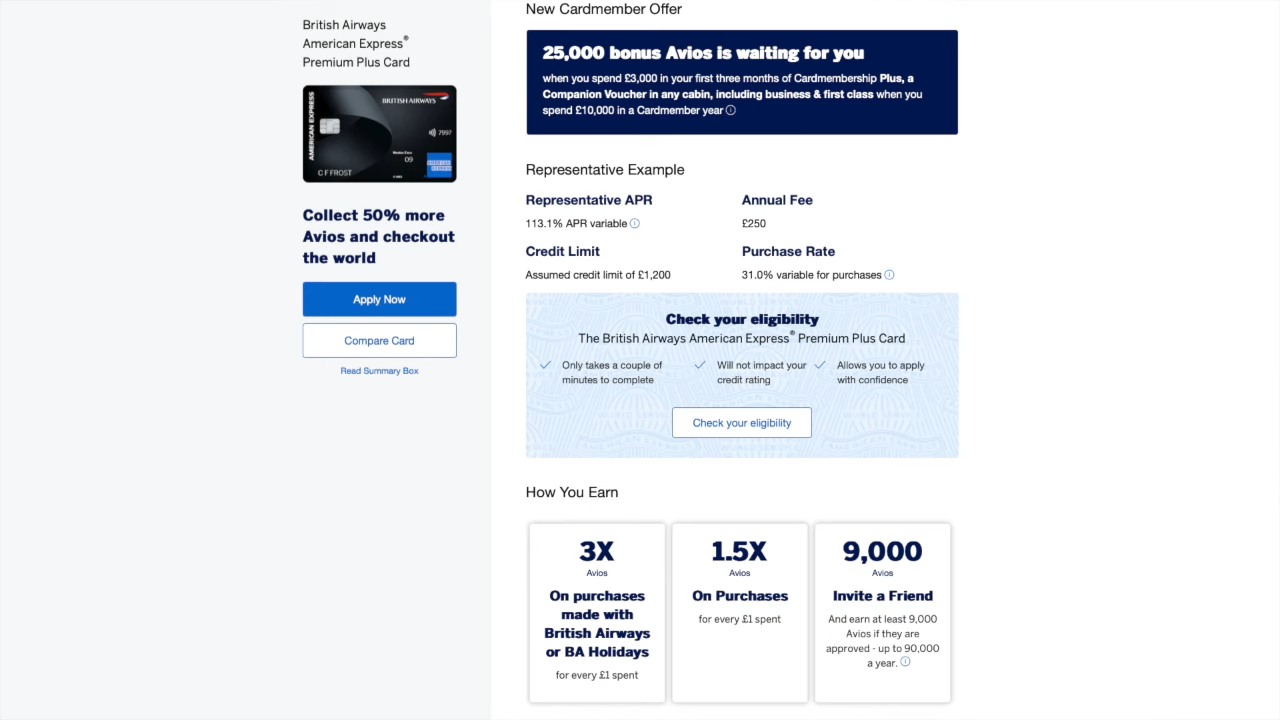 British Airways
American Express®
Premium Plus Card
AMERICAN EXPRESS
BRITISH AIRWAYS
7997
09
C F FROST
AMERICAN
EXPRESS
Collect 50% more
Avios and checkout
the world
Apply Now
Compare Card
Read Summary Box
New Cardmember Offer
25,000 bonus Avios is waiting for you
when you spend £3,000 in your first three months of Cardmembership Plus, a
Companion Voucher in any cabin, including business & first class when you
spend £10,000 in a Cardmember year
Representative Example
Representative APR
113.1% APR variable
Annual Fee
£250
Credit Limit
Assumed credit limit of £1,200
Purchase Rate
31.0% variable for purchases
Check your eligibility
The British Airways American Express® Premium Plus Card
Only takes a couple of
minutes to complete
Will not impact your
credit rating
Allows you to apply
with confidence
Check your eligibility
How You Earn
3X
Avios
On purchases
made with
British Airways
or BA Holidays
for every £1 spent
1.5X
Avios
On Purchases
for every £1 spent
9,000
Avios
Invite a Friend
And earn at least 9,000
Avios if they are
approved - up to 90,000
a year.